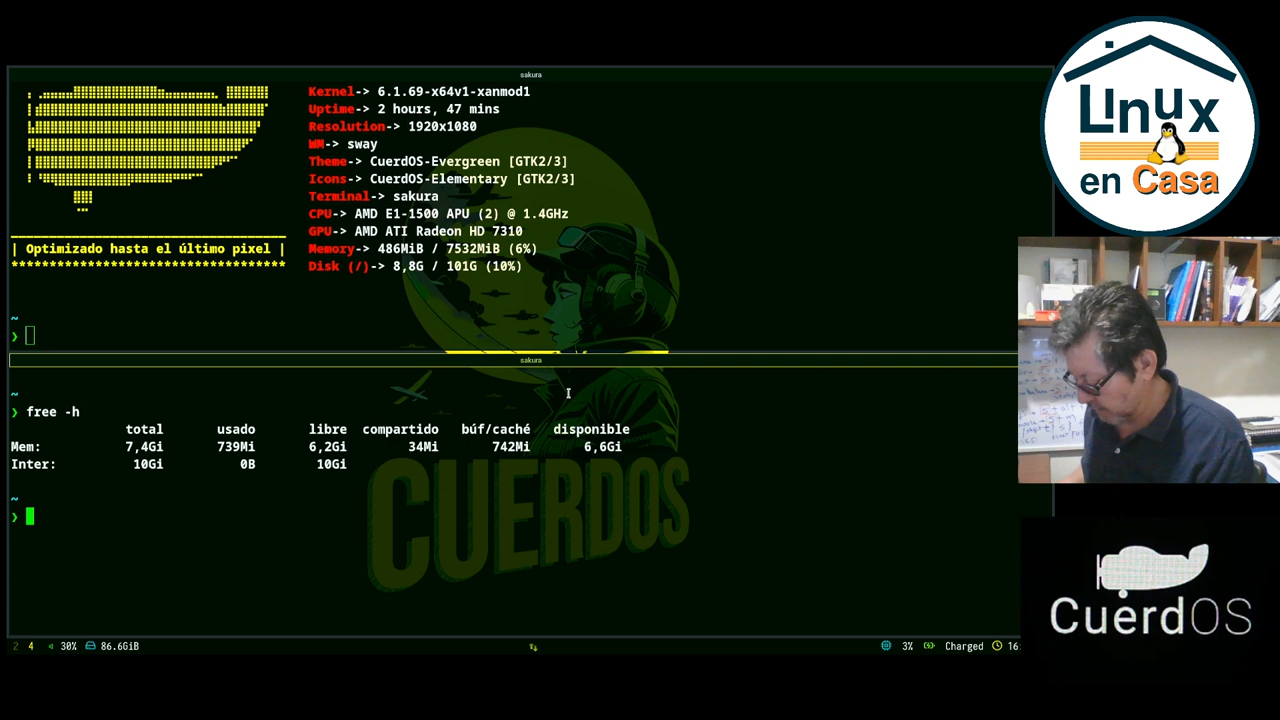 sakura
Kernel-> 6.1.69-x64v1-xanmod1
Uptime-> 2 hours, 47 mins
Resolution-> 1920x1080
WM-> sway
Theme-> CuerdOS-Evergreen [GTK2/3]
Icons-> CuerdOS-Elementary [GTK2/3]
Terminal-> sakura
CPU-> AMD E1-1500 APU (2) @ 1.4GHz
GPU-> AMD ATI Radeon HD 7310
Memory-> 486MiB / 7532MiB (6%)
Disk (/)-> 8,8G / 101G (10%)
| Optimizado hasta el último pixel |
***********************************
~
❯
sakura
~
❯ free -h
total usado libre compartido búf/caché disponible
Mem: 7,4Gi 739Mi 6,2Gi 34Mi 742Mi 6,6Gi
Inter: 10Gi 0B 10Gi
~
❯
CUERDOS
2 4 30% 86.6GiB 3% Charged 16:
Linux
en Casa
CuerdOS